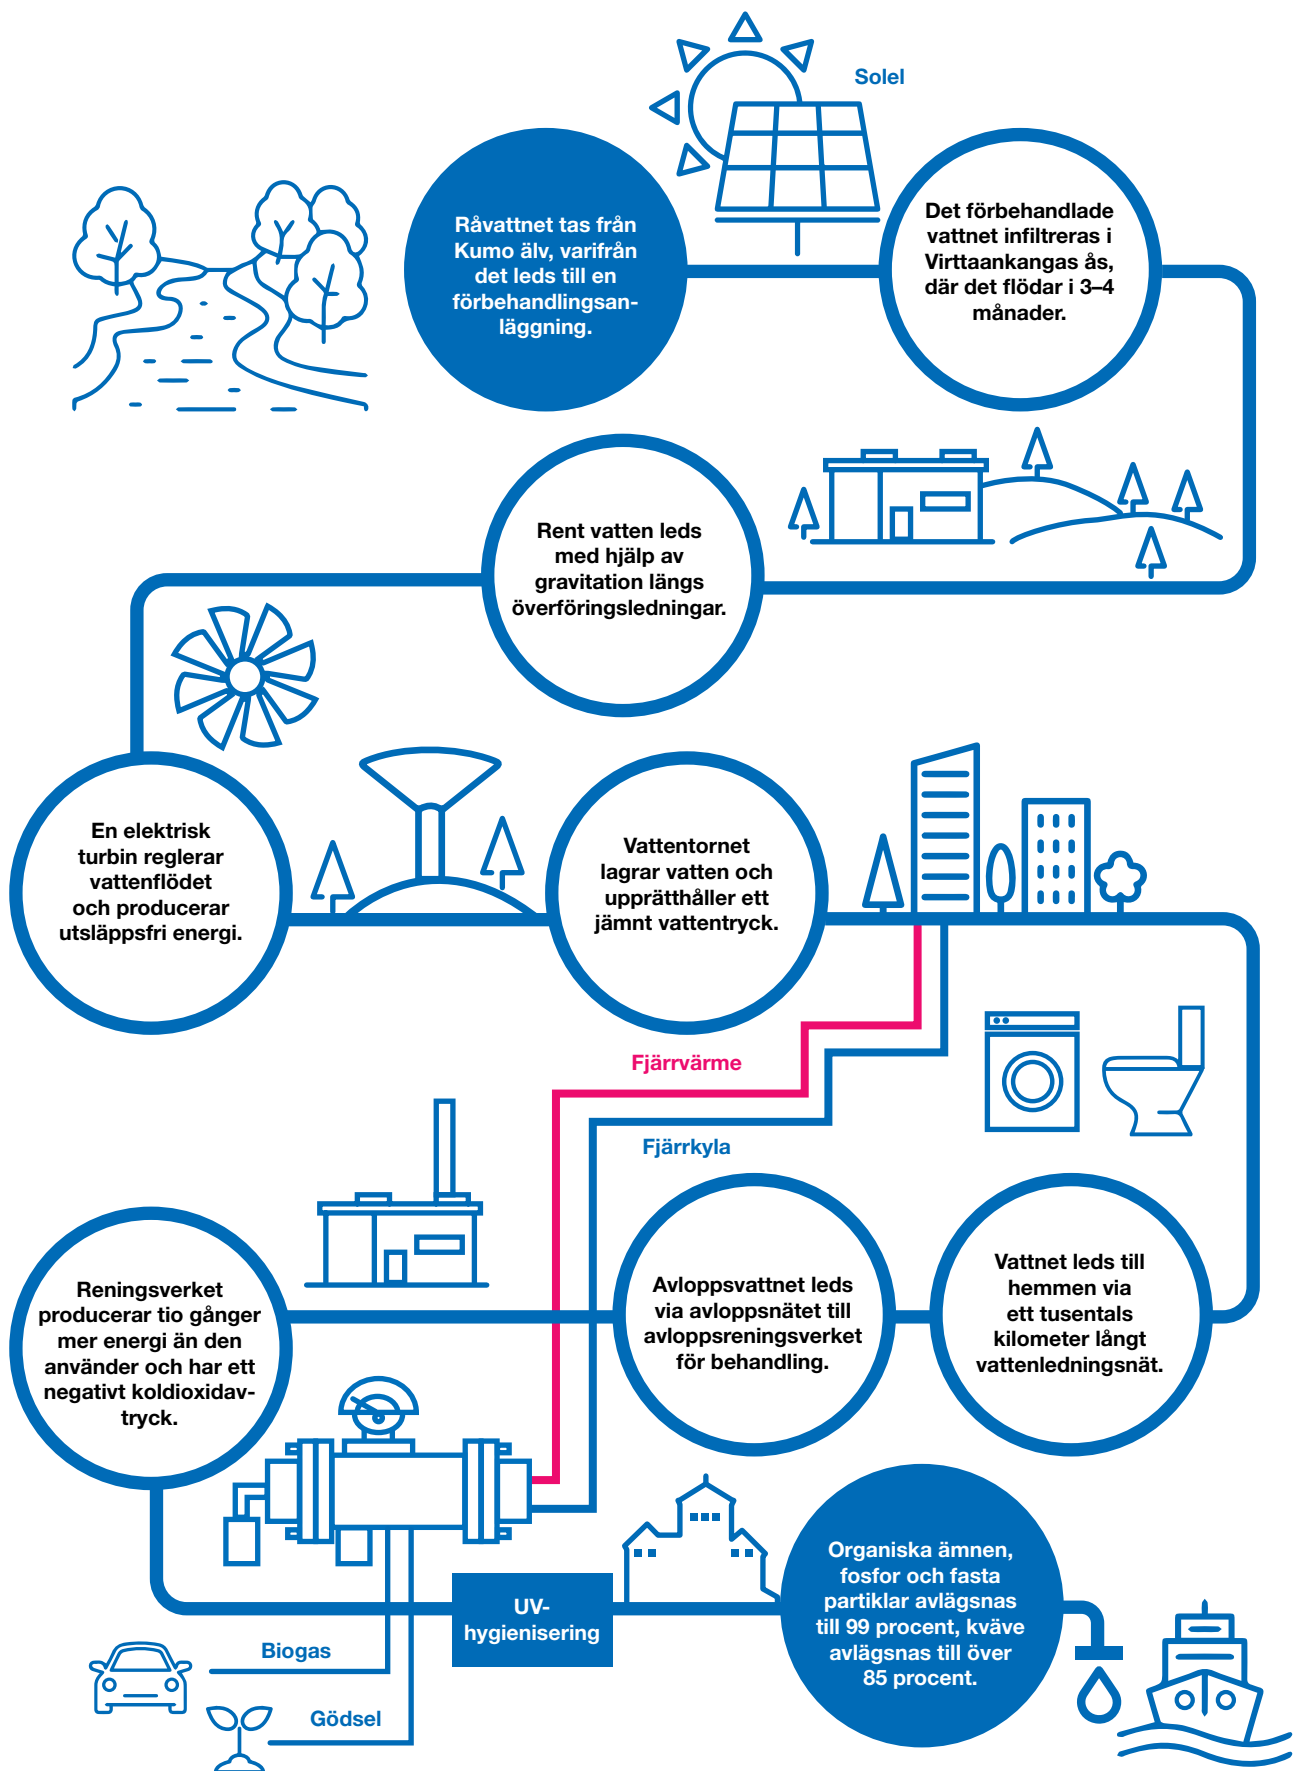 Solel
Råvattnet tas från
Kumo älv, varifrån
det leds till en
förbehandlingsan-
läggning.
Det förbehandlade
vattnet infiltreras i
Virttaankangas ås,
där det flödar i 3–4
månader.
Rent vatten leds
med hjälp av
gravitation längs
överföringsledningar.
En elektrisk
turbin reglerar
vattenflödet
och producerar
utsläppsfri energi.
Vattentornet
lagrar vatten och
upprätthåller ett
jämnt vattentryck.
Fjärrvärme
Fjärrkyla
Vattnet leds till
hemmen via
ett tusentals
kilometer långt
vattenledningsnät.
Avloppsvattnet leds
via avloppsnätet till
avloppsreningsverket
för behandling.
Reningsverket
producerar tio gånger
mer energi än den
använder och har ett
negativt koldioxidav-
tryck.
UV-
hygienisering
Organiska ämnen,
fosfor och fasta
partiklar avlägsnas
till 99 procent, kväve
avlägsnas till över
85 procent.
Biogas
Gödsel